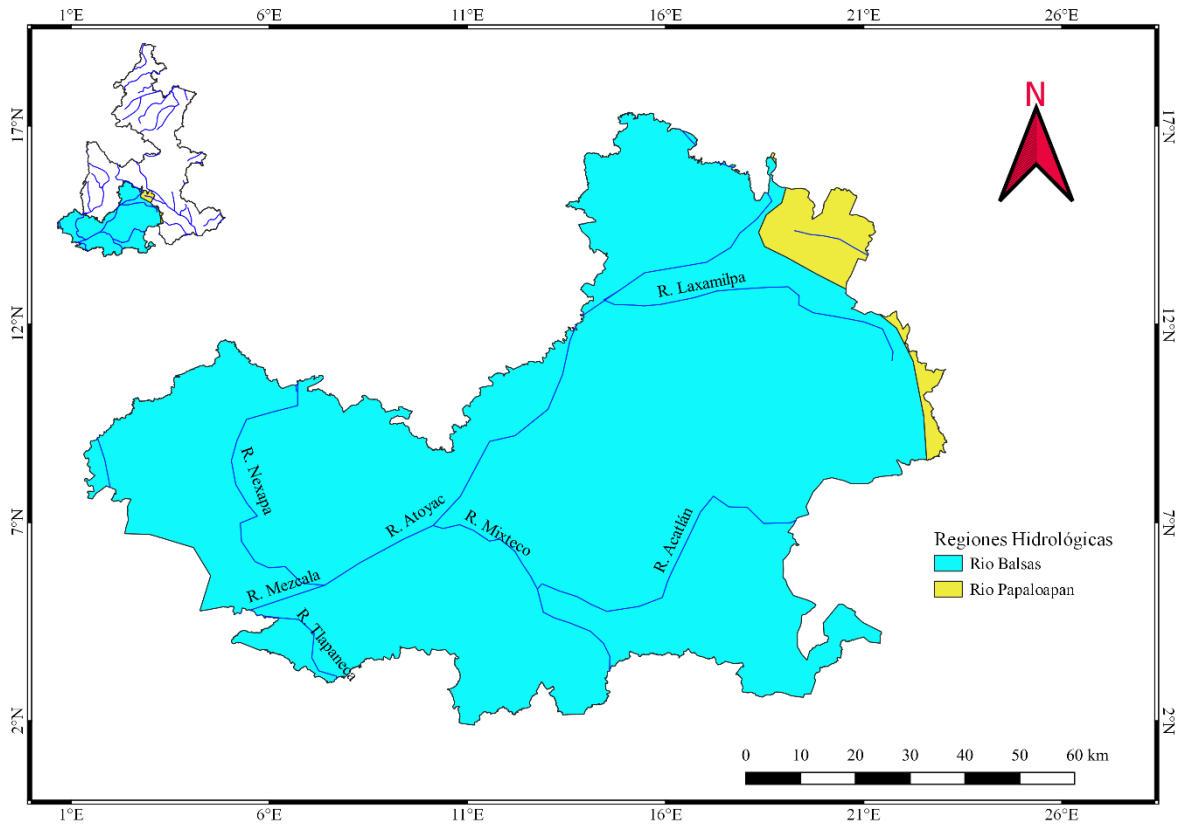 1°E 6°E 11°E 16°E 21°E 26°E
N
17°N 17°N
R. Laxamilpa
12°N 12°N
R. Nexapa
R. Atoyac
R. Mixteco
R. Acatlán
7°N 7°N
Regiones Hidrológicas
Rio Balsas
R. Mezcala
Rio Papaloapan
R. Tlapaneca
2°N 2°N
0 10 20 30 40 50 60 km
1°E 6°E 11°E 16°E 21°E 26°E